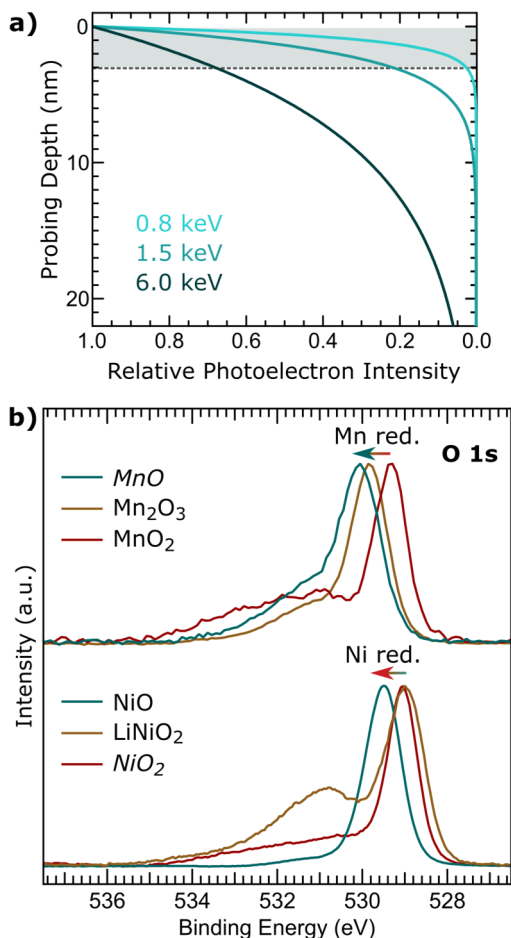 a)
0
10
20
Probing Depth (nm)
0.8 keV
1.5 keV
6.0 keV
1.0 0.8 0.6 0.4 0.2 0.0
Relative Photoelectron Intensity
b)
Mn red.
O 1s
MnO
Mn₂O₃
MnO₂
Intensity (a.u.)
Ni red.
NiO
LiNiO₂
NiO₂
536 534 532 530 528
Binding Energy (eV)